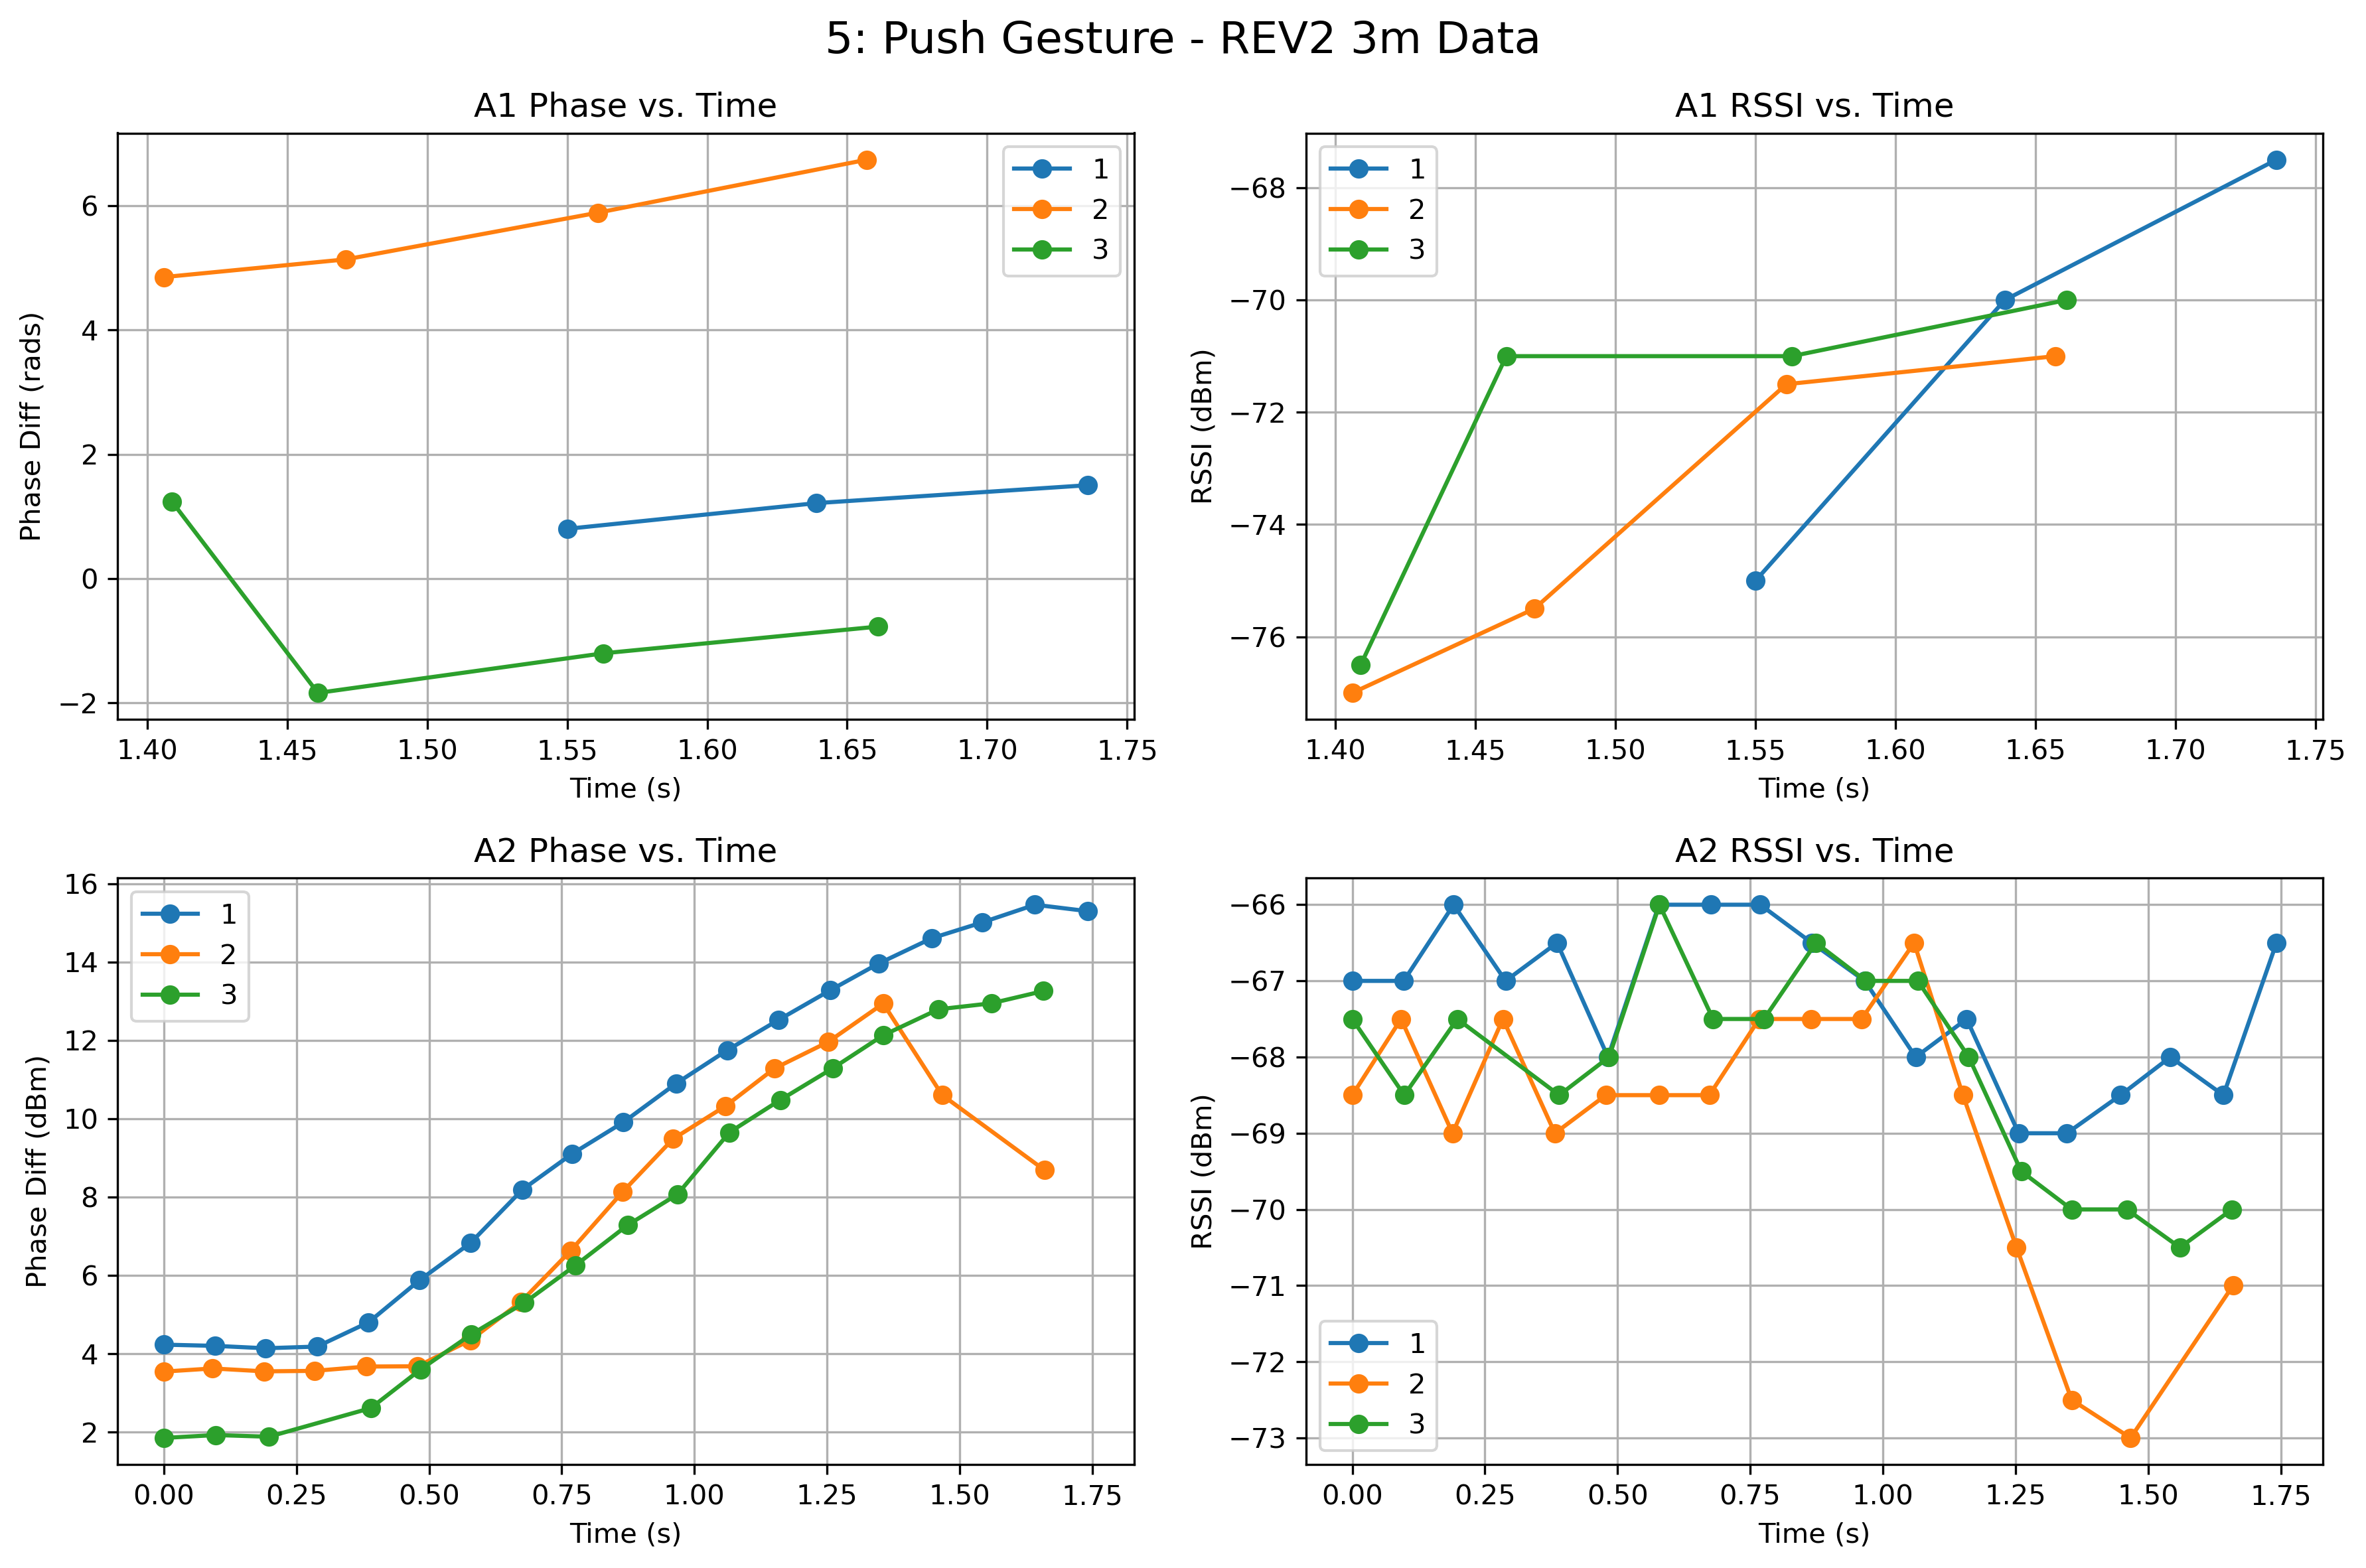 5: Push Gesture - REV2 3m Data
A1 Phase vs. Time
Phase Diff (rads)
6
4
2
0
−2
1
2
3
1.40 1.45 1.50 1.55 1.60 1.65 1.70 1.75
Time (s)
A1 RSSI vs. Time
RSSI (dBm)
−68
−70
−72
−74
−76
1
2
3
1.40 1.45 1.50 1.55 1.60 1.65 1.70 1.75
Time (s)
A2 Phase vs. Time
Phase Diff (dBm)
16
14
12
10
8
6
4
2
1
2
3
0.00 0.25 0.50 0.75 1.00 1.25 1.50 1.75
Time (s)
A2 RSSI vs. Time
RSSI (dBm)
−66
−67
−68
−69
−70
−71
−72
−73
1
2
3
0.00 0.25 0.50 0.75 1.00 1.25 1.50 1.75
Time (s)